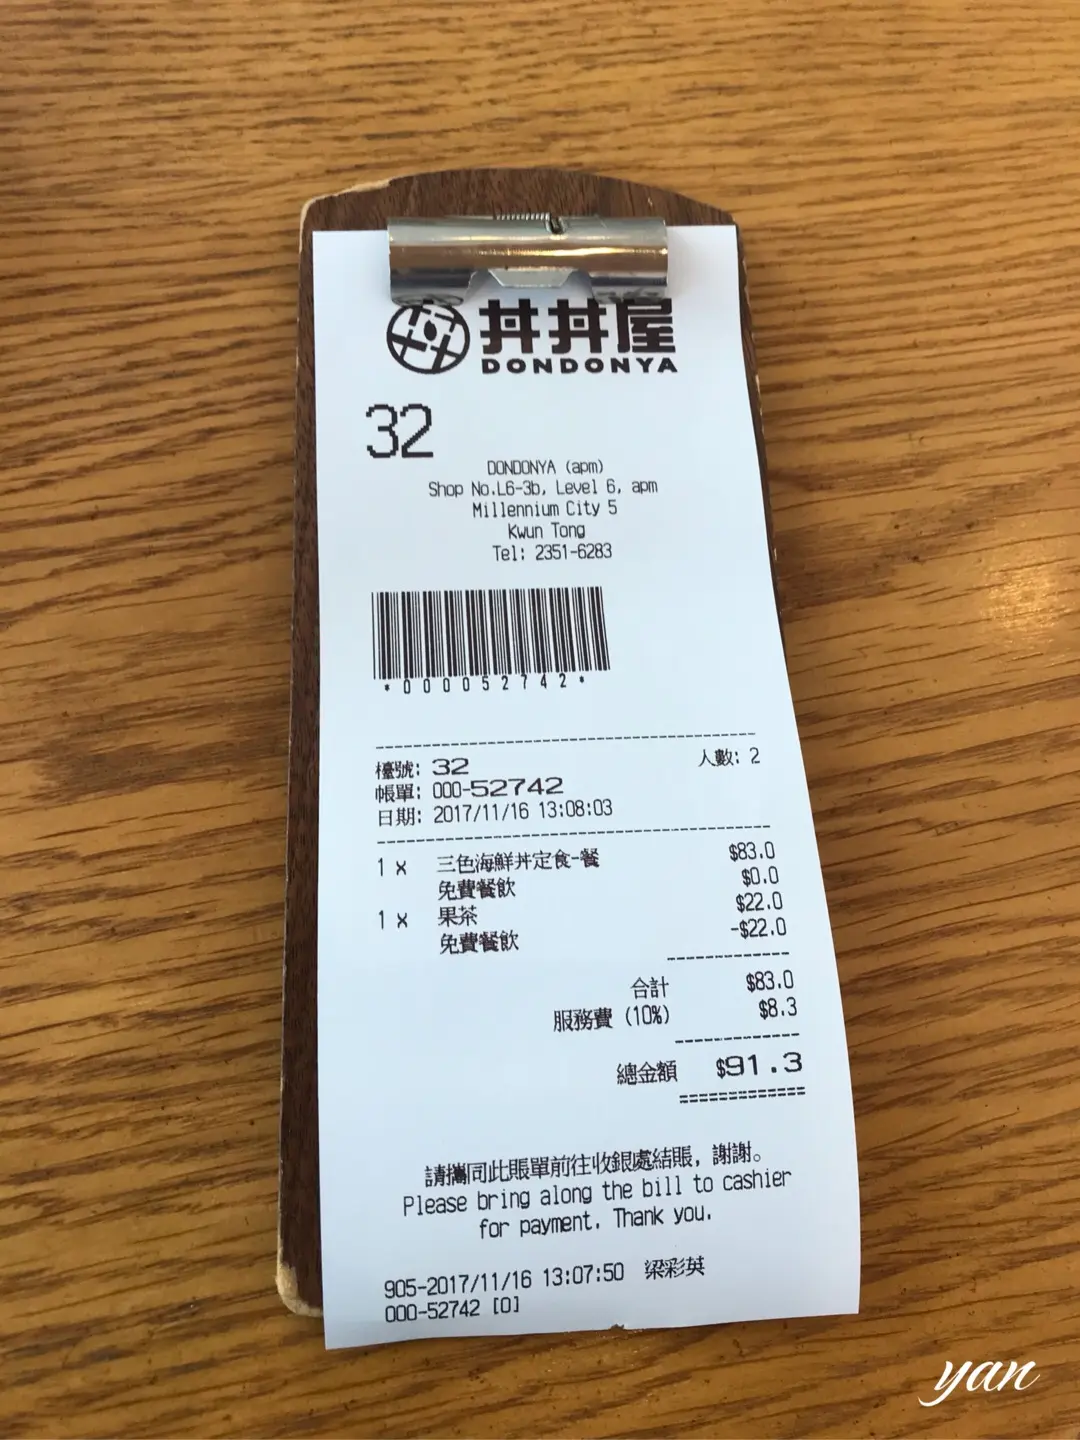 丼丼屋
DONDONYA
32
DONDONYA (apm)
Shop No.L6-3b, Level 6, apm
Millennium City 5
Kwun Tong
Tel: 2351-6283
*000052742*
檯號: 32 人數: 2
帳單: 000-52742
日期: 2017/11/16 13:08:03
1 x 三色海鮮丼定食-餐 $83.0
免費餐飲 $0.0
1 x 果茶 $22.0
免費餐飲 -$22.0
合計 $83.0
服務費 (10%) $8.3
總金額 $91.3
請攜同此賬單前往收銀處結賬，謝謝。
Please bring along the bill to cashier
for payment. Thank you.
905-2017/11/16 13:07:50 梁彩英
000-52742 [0]
yan